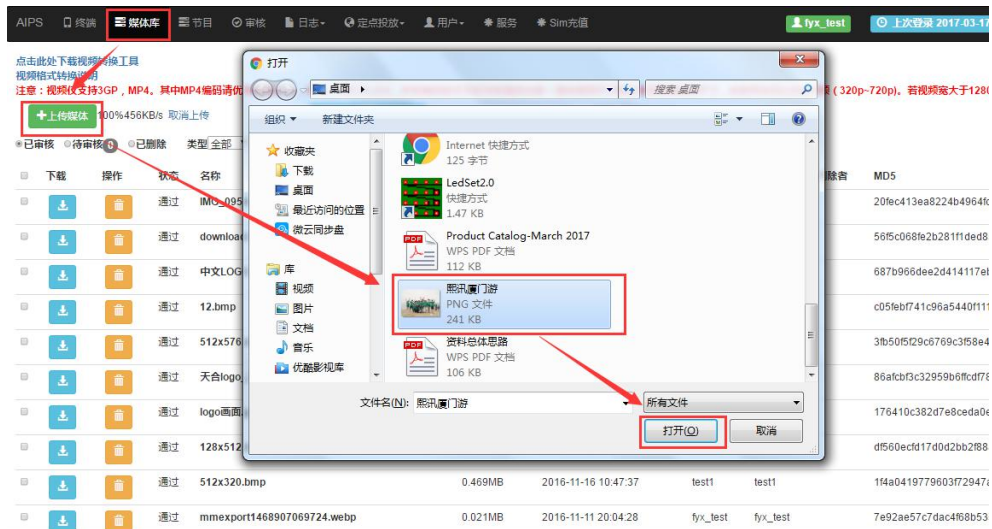 AIPS 终端 媒体库 节目 审核 日志 定点投放 用户 服务 Sim充值 fyx_test 上次登录 2017-03-17
点击此处下载视频转换工具
视频格式转换说明
注意：视频仅支持3GP，MP4。其中MP4编码请优
(320p~720p)。若视频宽大于1280
+上传媒体 100%456KB/s 取消上传
已审核 待审核 已删除 类型 全部
下载 操作 状态 名称 除者 MD5
通过 IMG_095 20fec413ea8224b4964fd
通过 download 56f5c068fe2b281f1ded8
通过 中文LOG 687b966dee2d414117eb
通过 12.bmp c05febf741c96a5440f111
通过 512x576 3fb50f5f29c6769c3f58e4
通过 天合logo 86afcbf3c32959b6ffcdf78
通过 logo画面 176410c382d7e8ceda0e
通过 128x512 df560ecfd17d0d2bb2f88
通过 512x320.bmp 0.469MB 2016-11-16 10:47:37 test1 test1 1f4a0419779603f72947a
通过 mmexport1468907069724.webp 0.021MB 2016-11-11 20:04:28 fyx_test fyx_test 7e92ae57c7dac4f68b53
打开
桌面
搜索 桌面
组织 新建文件夹
收藏夹
下载
桌面
最近访问的位置
微云同步盘
库
视频
图片
文档
音乐
优酷影视库
Internet 快捷方式
125 字节
LedSet2.0
快捷方式
1.47 KB
Product Catalog-March 2017
WPS PDF 文档
112 KB
熙讯厦门游
PNG 文件
241 KB
资料总体思路
WPS PDF 文档
106 KB
文件名(N): 熙讯厦门游 所有文件
打开(O) 取消